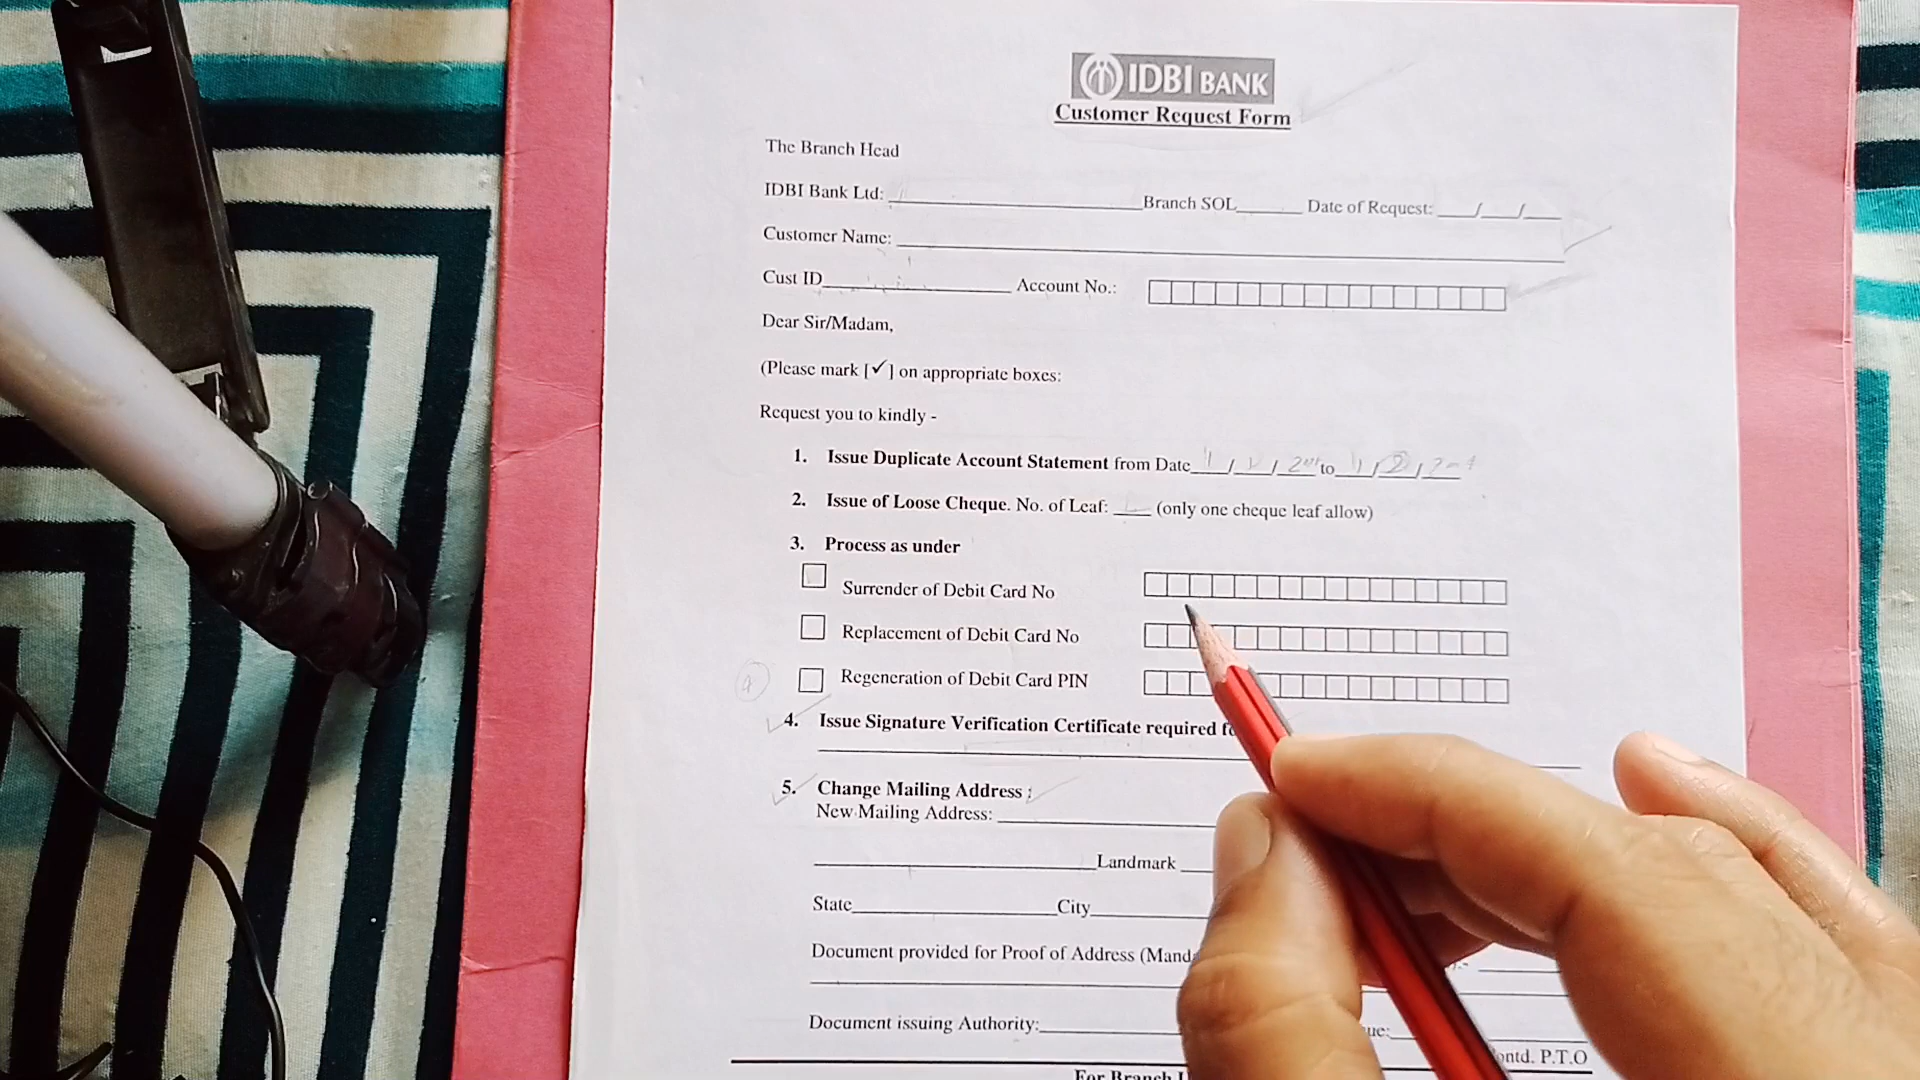 IDBI BANK
Customer Request Form
The Branch Head
IDBI Bank Ltd: Branch SOL Date of Request: / /
Customer Name:
Cust ID Account No.:
Dear Sir/Madam,
(Please mark [✓] on appropriate boxes:
Request you to kindly -
1. Issue Duplicate Account Statement from Date 1 / / to 1 / 2 /
2. Issue of Loose Cheque. No. of Leaf: (only one cheque leaf allow)
3. Process as under
Surrender of Debit Card No
Replacement of Debit Card No
Regeneration of Debit Card PIN
4. Issue Signature Verification Certificate required
5. Change Mailing Address :
New Mailing Address:
Landmark
State City
Document provided for Proof of Address
Document issuing Authority:
P.T.O
For Branch